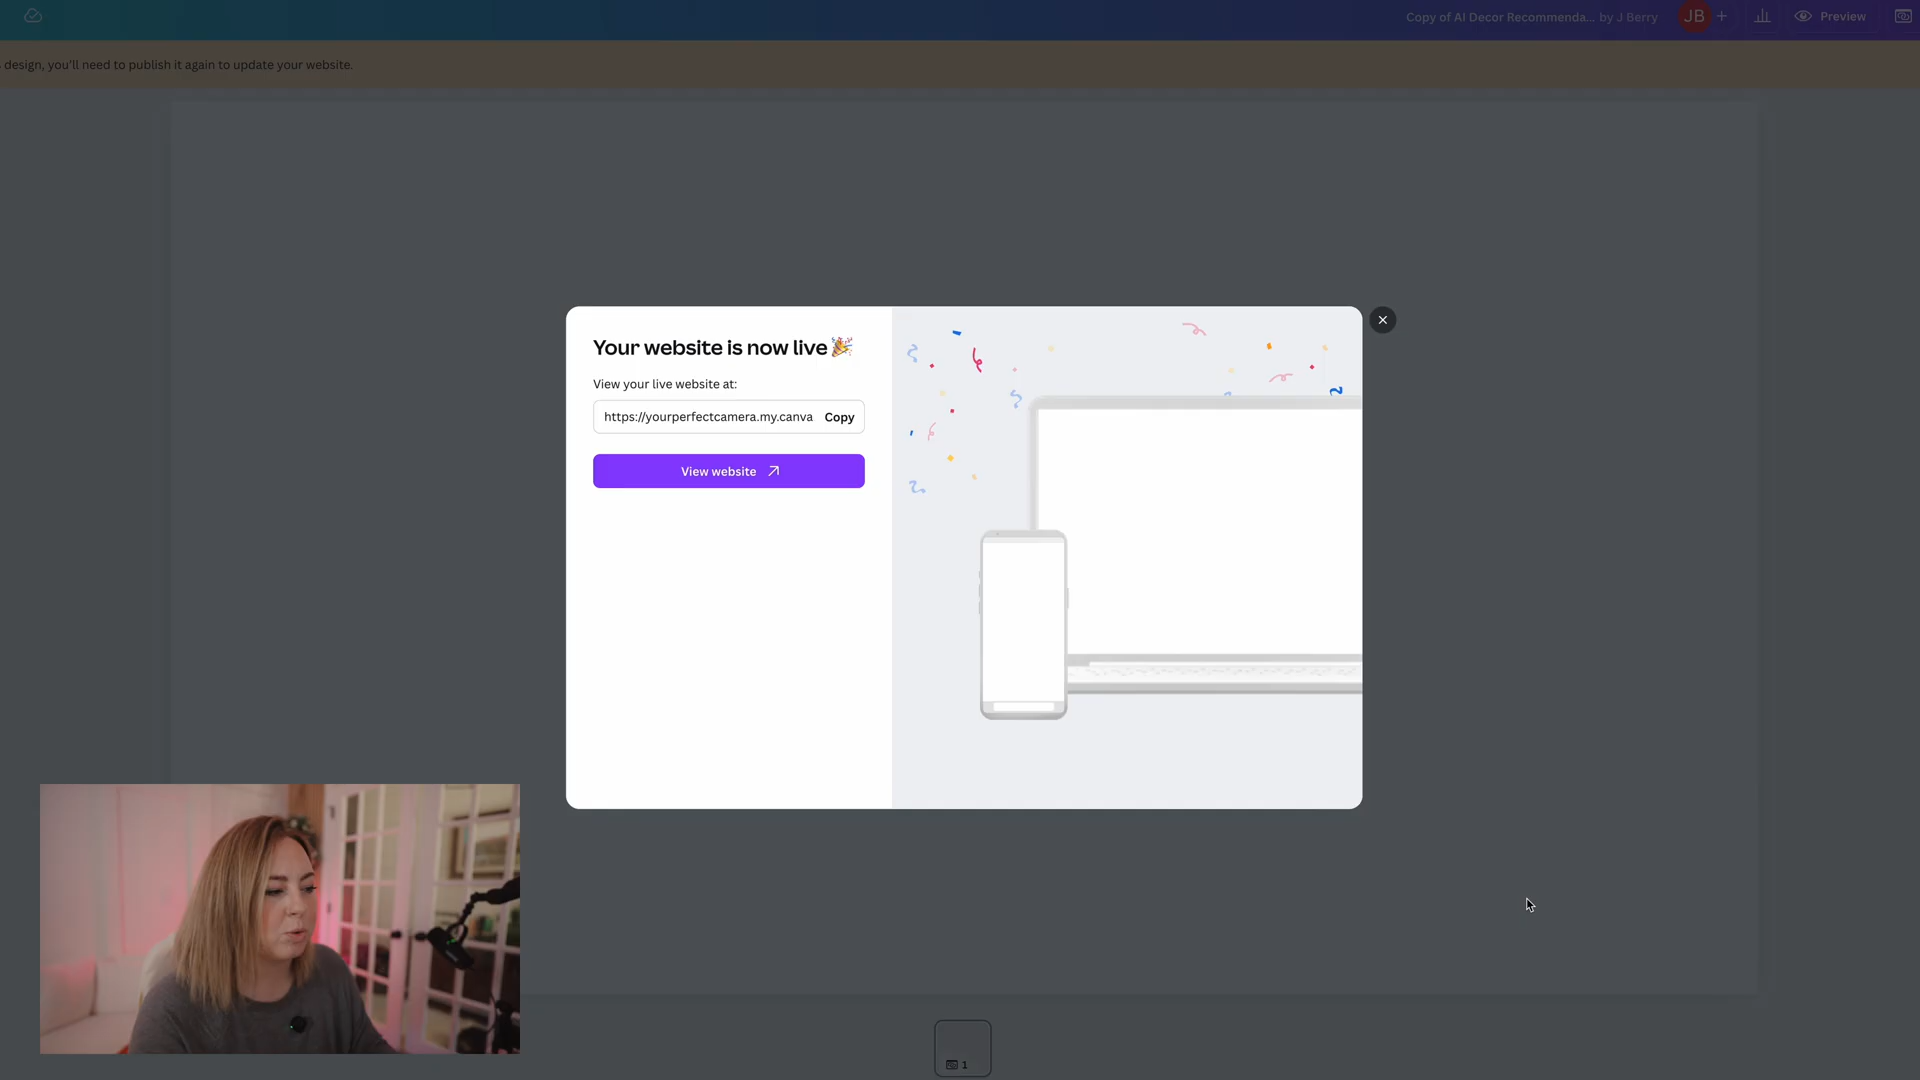 Copy of AI Decor Recommenda... by J Berry
JB
Preview
design, you'll need to publish it again to update your website.
Your website is now live
View your live website at:
https://yourperfectcamera.my.canva
Copy
View website
1